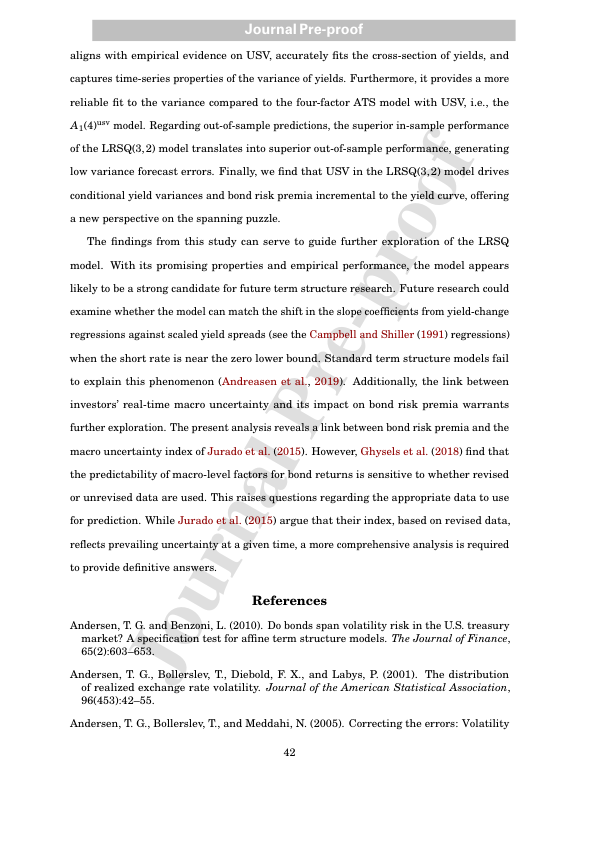 Journal Pre-proof
aligns with empirical evidence on USV, accurately fits the cross-section of yields, and
captures time-series properties of the variance of yields. Furthermore, it provides a more
reliable fit to the variance compared to the four-factor ATS model with USV, i.e., the
A₁(4)ᵘˢᵛ model. Regarding out-of-sample predictions, the superior in-sample performance
of the LRSQ(3,2) model translates into superior out-of-sample performance, generating
low variance forecast errors. Finally, we find that USV in the LRSQ(3,2) model drives
conditional yield variances and bond risk premia incremental to the yield curve, offering
a new perspective on the spanning puzzle.
The findings from this study can serve to guide further exploration of the LRSQ
model. With its promising properties and empirical performance, the model appears
likely to be a strong candidate for future term structure research. Future research could
examine whether the model can match the shift in the slope coefficients from yield-change
regressions against scaled yield spreads (see the Campbell and Shiller (1991) regressions)
when the short rate is near the zero lower bound. Standard term structure models fail
to explain this phenomenon (Andreasen et al., 2019). Additionally, the link between
investors' real-time macro uncertainty and its impact on bond risk premia warrants
further exploration. The present analysis reveals a link between bond risk premia and the
macro uncertainty index of Jurado et al. (2015). However, Ghysels et al. (2018) find that
the predictability of macro-level factors for bond returns is sensitive to whether revised
or unrevised data are used. This raises questions regarding the appropriate data to use
for prediction. While Jurado et al. (2015) argue that their index, based on revised data,
reflects prevailing uncertainty at a given time, a more comprehensive analysis is required
to provide definitive answers.
References
Andersen, T. G. and Benzoni, L. (2010). Do bonds span volatility risk in the U.S. treasury
market? A specification test for affine term structure models. The Journal of Finance,
65(2):603–653.
Andersen, T. G., Bollerslev, T., Diebold, F. X., and Labys, P. (2001). The distribution
of realized exchange rate volatility. Journal of the American Statistical Association,
96(453):42–55.
Andersen, T. G., Bollerslev, T., and Meddahi, N. (2005). Correcting the errors: Volatility
42
Journal Pre-proof